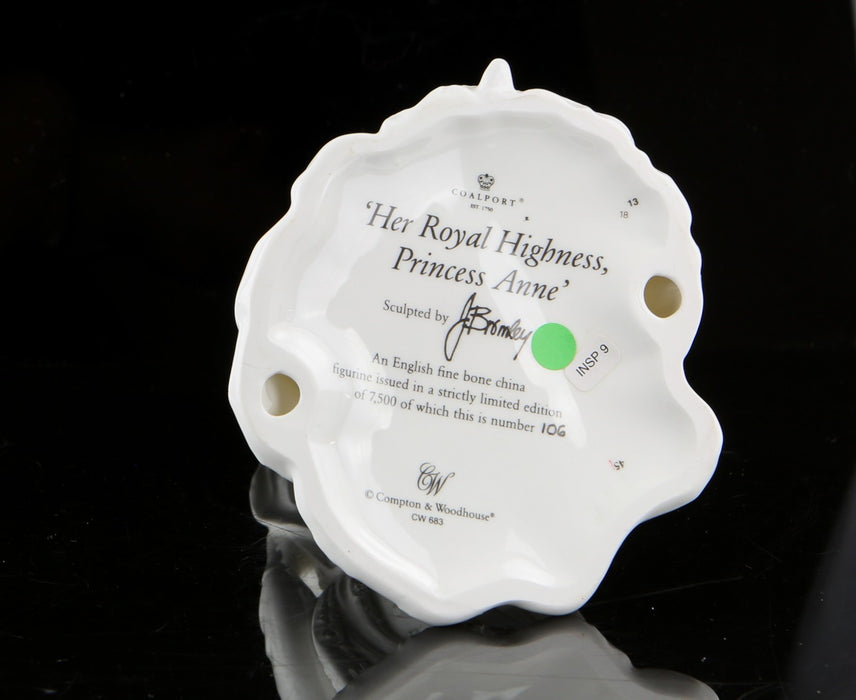 COALPORT®
EST. 1750
13
18
'Her Royal Highness,
Princess Anne'
Sculpted by J. Bromley
INSP 9
An English fine bone china
figurine issued in a strictly limited edition
of 7,500 of which this is number 106
45
CW
© Compton & Woodhouse®
CW 683